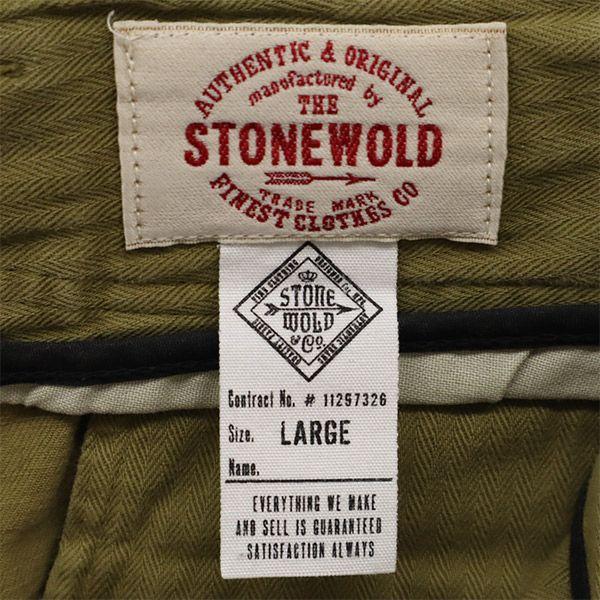 AUTHENTIC & ORIGINAL
manufactured by
THE
STONEWOLD
TRADE MARK
FINEST CLOTHES CO
STONE
WOLD
& Co.
Contract No. # 11257326
Size. LARGE
Name.
EVERYTHING WE MAKE
AND SELL IS GUARANTEED
SATISFACTION ALWAYS